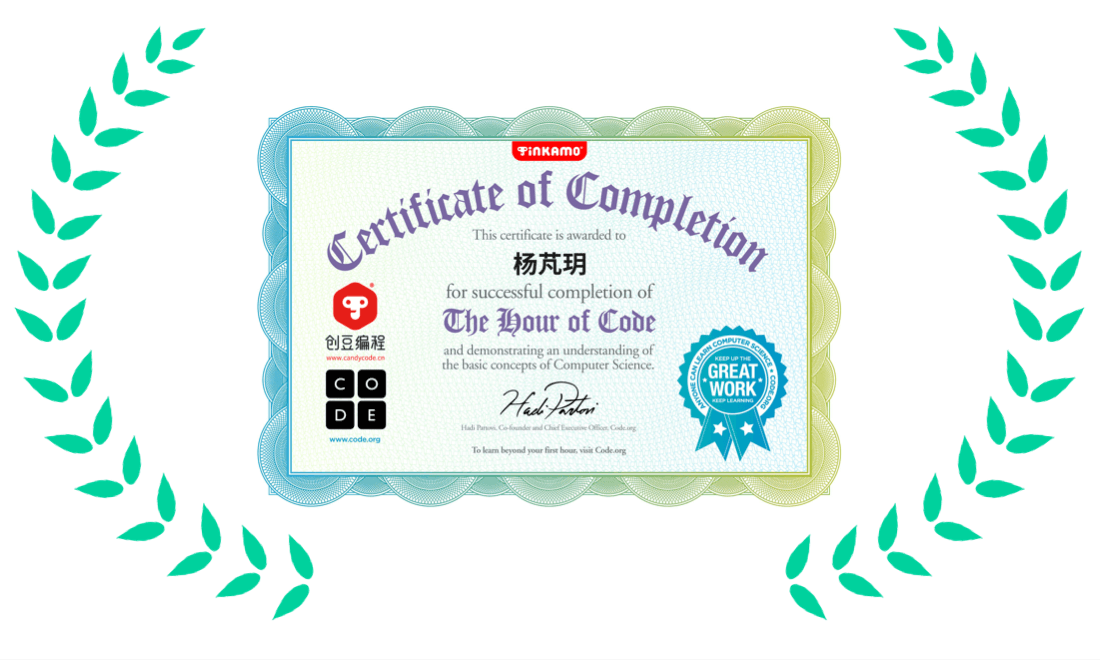 TiNKAMO
Certificate of Completion
This certificate is awarded to
杨芃玥
for successful completion of
The Hour of Code
and demonstrating an understanding of
the basic concepts of Computer Science.
Hadi Partovi
Hadi Partovi, Co-founder and Chief Executive Officer, Code.org
To learn beyond your first hour, visit Code.org
创豆编程
www.candycode.cn
C O
D E
www.code.org
ANYONE CAN LEARN COMPUTER SCIENCE • CODE.ORG
KEEP UP THE
GREAT
WORK
KEEP LEARNING